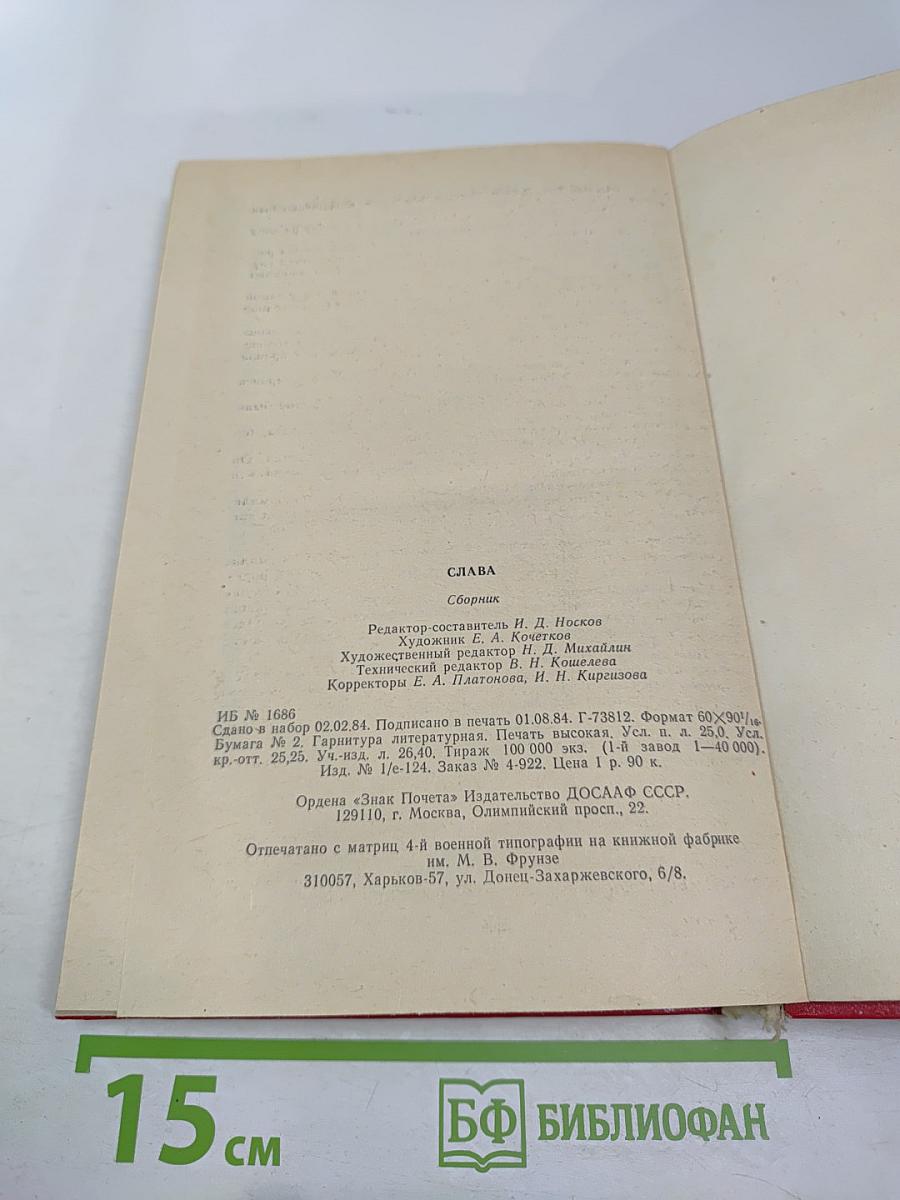 СЛАВА
Сборник
Редактор-составитель И. Д. Носков
Художник Е. А. Кочетков
Художественный редактор Н. Д. Михайлин
Технический редактор В. Н. Кошелева
Корректоры Е. А. Платонова, И. Н. Киргизова
ИБ № 1686
Сдано в набор 02.02.84. Подписано в печать 01.08.84. Г-73812. Формат 60×90¹/₁₆.
Бумага № 2. Гарнитура литературная. Печать высокая. Усл. п. л. 25,0. Усл.
кр.-отт. 25,25. Уч.-изд. л. 26,40. Тираж 100 000 экз. (1-й завод 1—40 000).
Изд. № 1/е-124. Заказ № 4-922. Цена 1 р. 90 к.
Ордена «Знак Почета» Издательство ДОСААФ СССР.
129110, г. Москва, Олимпийский просп., 22.
Отпечатано с матриц 4-й военной типографии на книжной фабрике
им. М. В. Фрунзе
310057, Харьков-57, ул. Донец-Захаржевского, 6/8.
15 см
БФ БИБЛИОФАН